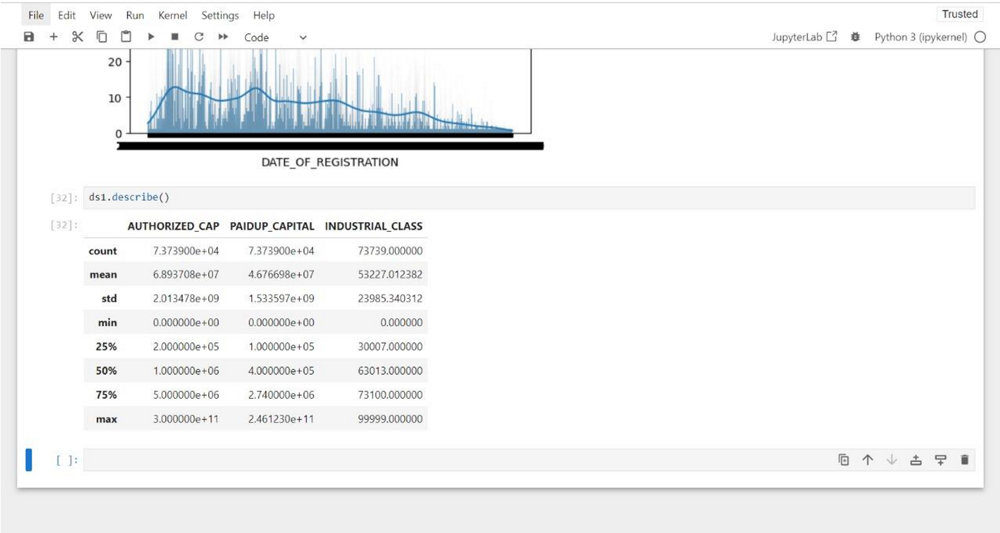 File Edit View Run Kernel Settings Help Trusted
Code JupyterLab Python 3 (ipykernel)
20
10
0
DATE_OF_REGISTRATION
[32]: ds1.describe()
[32]: AUTHORIZED_CAP PAIDUP_CAPITAL INDUSTRIAL_CLASS
count 7.373900e+04 7.373900e+04 73739.000000
mean 6.893708e+07 4.676698e+07 53227.012382
std 2.013478e+09 1.533597e+09 23985.340312
min 0.000000e+00 0.000000e+00 0.000000
25% 2.000000e+05 1.000000e+05 30007.000000
50% 1.000000e+06 4.000000e+05 63013.000000
75% 5.000000e+06 2.740000e+06 73100.000000
max 3.000000e+11 2.461230e+11 99999.000000
[ ]: